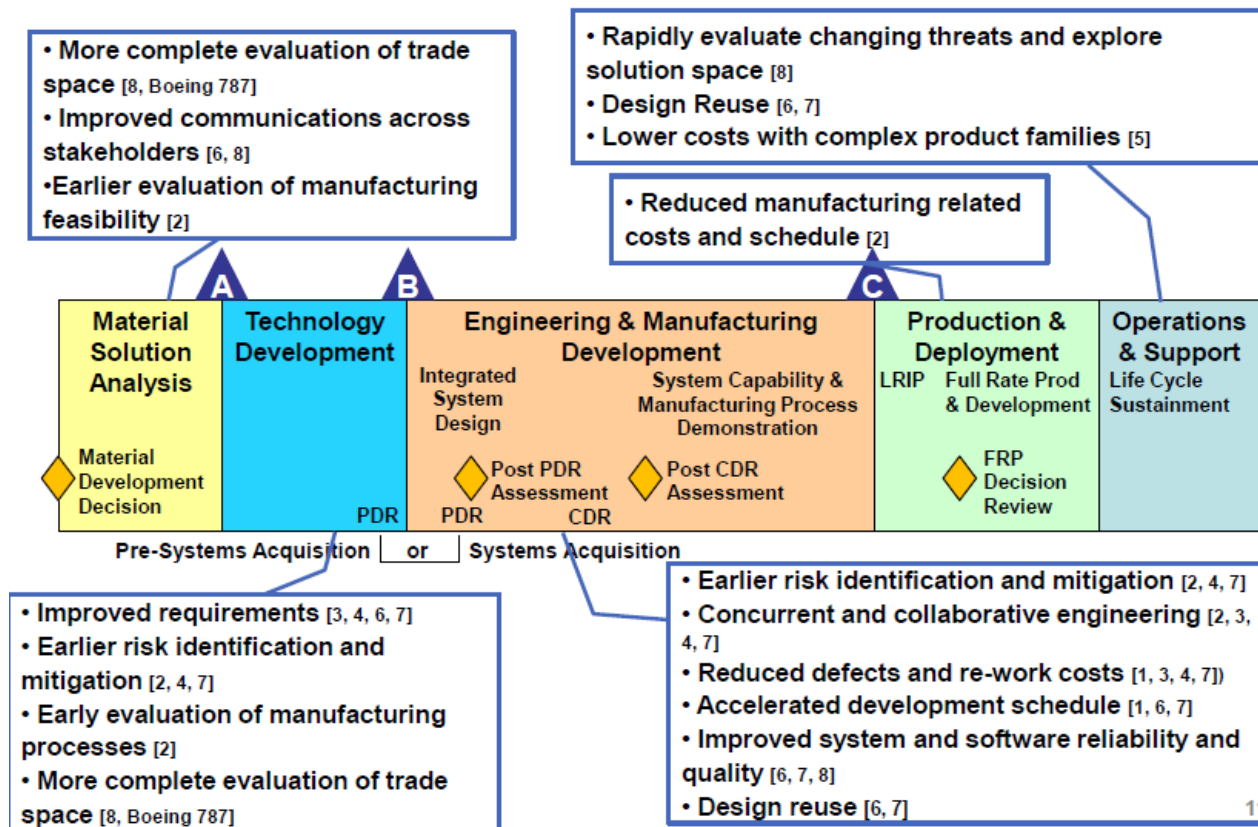 • More complete evaluation of trade
space [8, Boeing 787]
• Improved communications across
stakeholders [6, 8]
•Earlier evaluation of manufacturing
feasibility [2]
• Rapidly evaluate changing threats and explore
solution space [8]
• Design Reuse [6, 7]
• Lower costs with complex product families [5]
• Reduced manufacturing related
costs and schedule [2]
A
B
C
Material
Solution
Analysis
Material
Development
Decision
Technology
Development
PDR
Engineering & Manufacturing
Development
Integrated
System
Design
System Capability &
Manufacturing Process
Demonstration
Post PDR
Assessment
Post CDR
Assessment
PDR
CDR
Production &
Deployment
LRIP
Full Rate Prod
& Development
FRP
Decision
Review
Operations
& Support
Life Cycle
Sustainment
Pre-Systems Acquisition or Systems Acquisition
• Improved requirements [3, 4, 6, 7]
• Earlier risk identification and
mitigation [2, 4, 7]
• Early evaluation of manufacturing
processes [2]
• More complete evaluation of trade
space [8, Boeing 787]
• Earlier risk identification and mitigation [2, 4, 7]
• Concurrent and collaborative engineering [2, 3,
4, 7]
• Reduced defects and re-work costs [1, 3, 4, 7])
• Accelerated development schedule [1, 6, 7]
• Improved system and software reliability and
quality [6, 7, 8]
• Design reuse [6, 7]